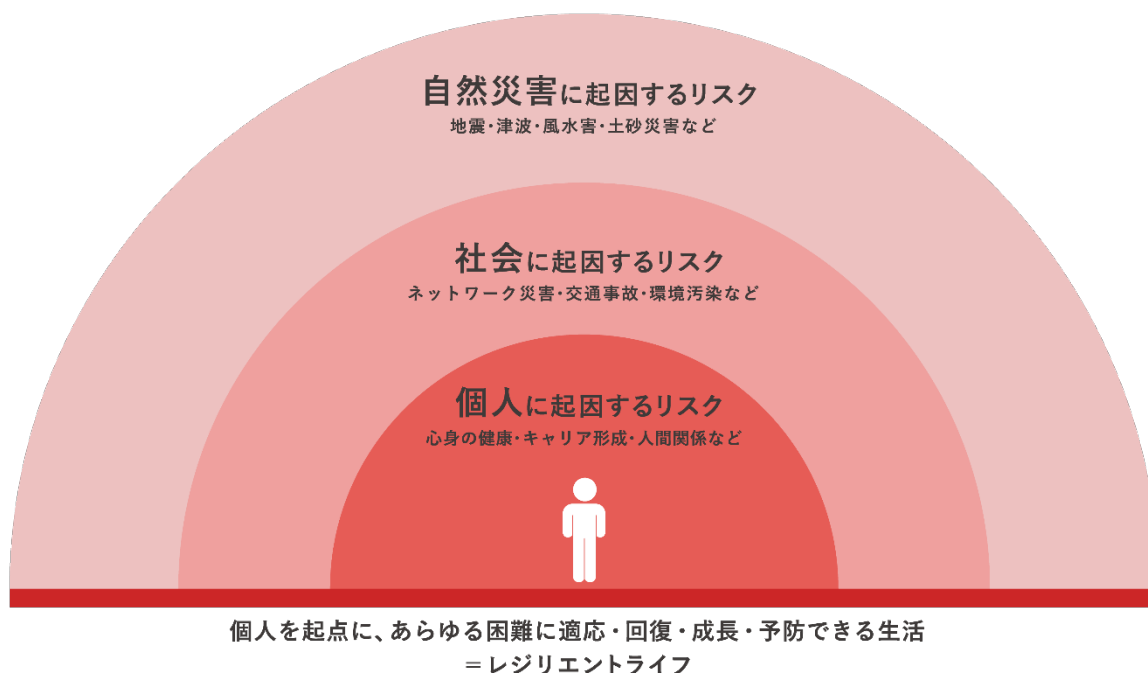 自然災害に起因するリスク
地震・津波・風水害・土砂災害など
社会に起因するリスク
ネットワーク災害・交通事故・環境汚染など
個人に起因するリスク
心身の健康・キャリア形成・人間関係など
個人を起点に、あらゆる困難に適応・回復・成長・予防できる生活
＝レジリエントライフ